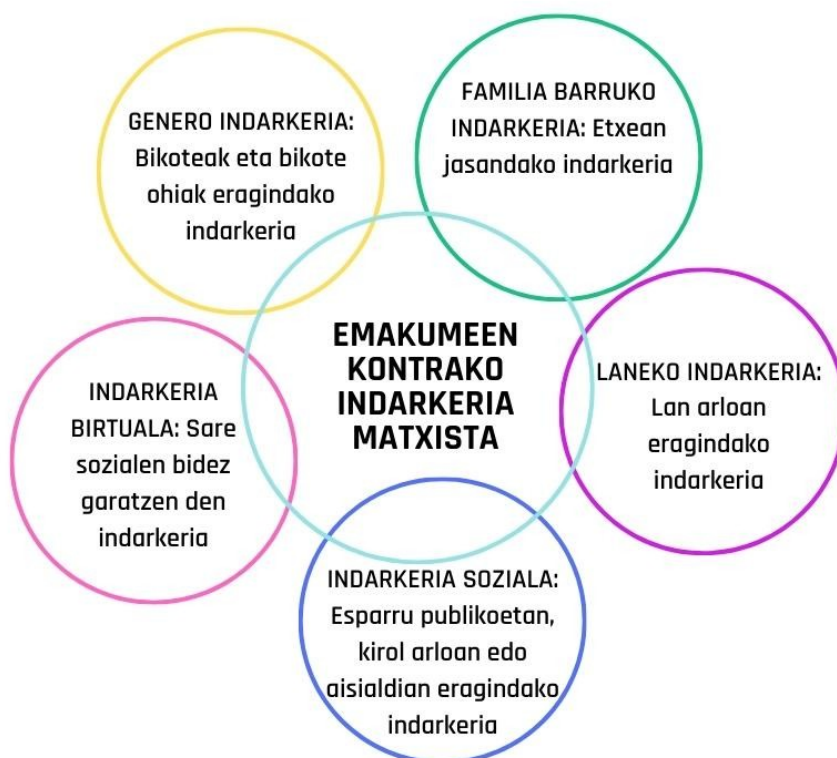 GENERO INDARKERIA:
Bikoteak eta bikote
ohiak eragindako
indarkeria
FAMILIA BARRUKO
INDARKERIA: Etxean
jasandako indarkeria
EMAKUMEEN
KONTRAKO
INDARKERIA
MATXISTA
LANEKO INDARKERIA:
Lan arloan
eragindako
indarkeria
INDARKERIA
BIRTUALA: Sare
sozialen bidez
garatzen den
indarkeria
INDARKERIA SOZIALA:
Esparru publikoetan,
kirol arloan edo
aisialdian eragindako
indarkeria